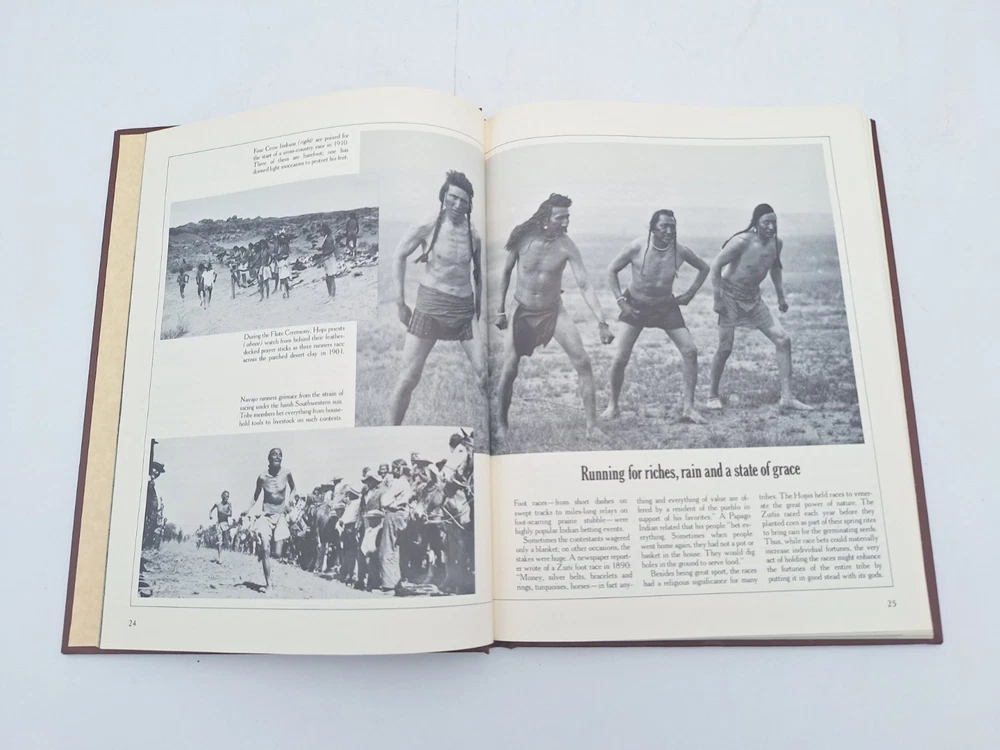 Four Crow Indians (right) are poised for
the start of a cross-country race in 1910.
Three of them are barefoot; one has
donned light moccasins to protect his feet.
During the Flute Ceremony, Hopi priests
(above) watch from behind their feather-
decked prayer sticks as three runners race
across the parched desert clay in 1901.
Navajo runners grimace from the strain of
racing under the harsh Southwestern sun.
Tribe members bet everything from house-
hold tools to livestock on such contests.
24
Running for riches, rain and a state of grace
Foot races—from short dashes on
swept tracks to miles-long relays on
foot-scarring prairie stubble—were
highly popular Indian betting events.
Sometimes the contestants wagered
only a blanket; on other occasions, the
stakes were huge. A newspaper report-
er wrote of a Zuñi foot race in 1890:
"Money, silver belts, bracelets and
rings, turquoises, horses—in fact any-
thing and everything of value are of-
fered by a resident of the pueblo in
support of his favorites." A Papago
Indian related that his people "bet ev-
erything. Sometimes when people
went home again, they had not a pot or
basket in the house. They would dig
holes in the ground to serve food."
Besides being great sport, the races
had a religious significance for many
tribes. The Hopis held races to vener-
ate the great power of nature. The
Zuñis raced each year before they
planted corn as part of their spring rites
to bring rain for the germinating seeds.
Thus, while race bets could materially
increase individual fortunes, the very
act of holding the races might enhance
the fortunes of the entire tribe by
putting it in good stead with its gods.
25